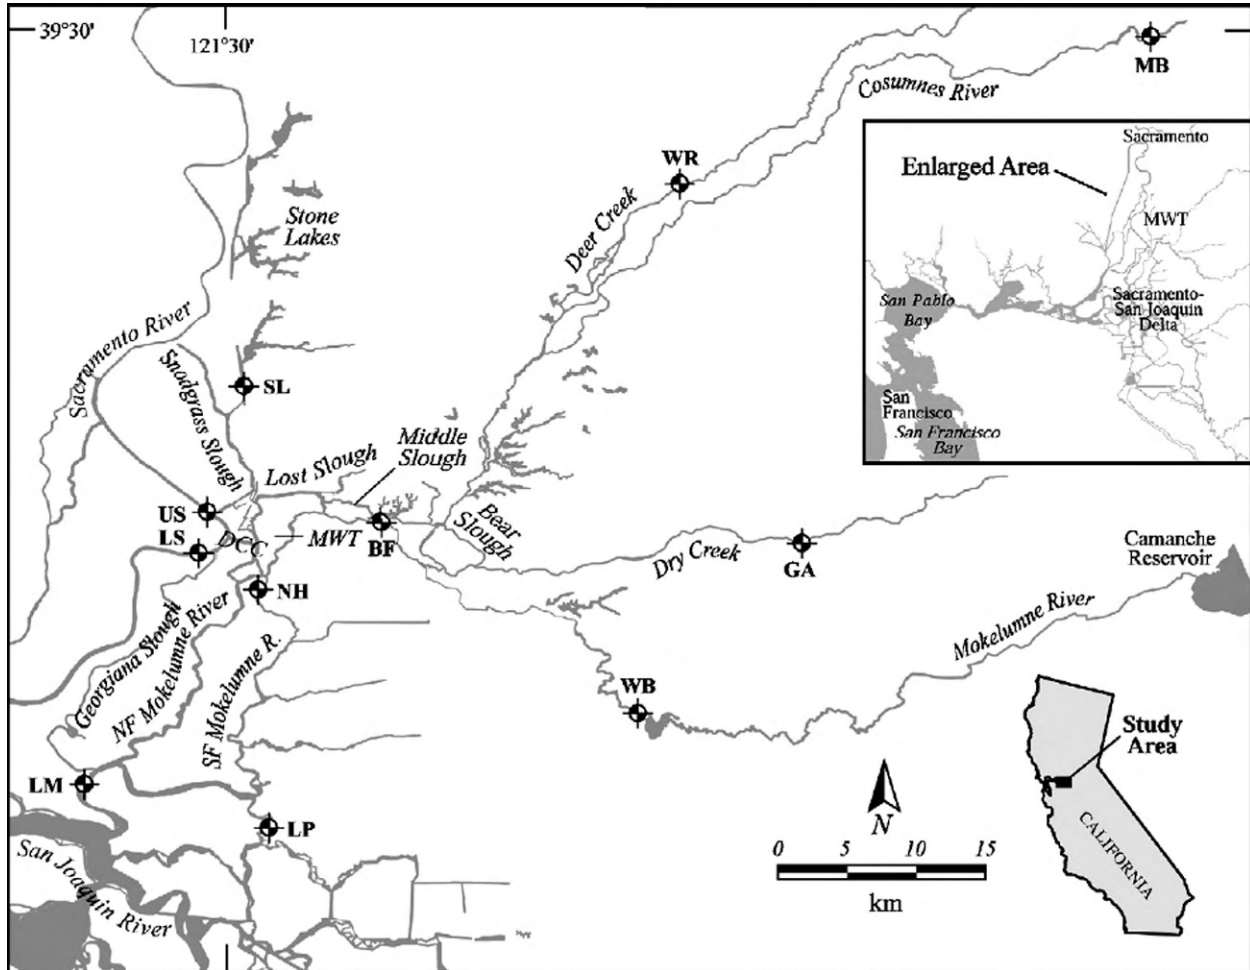 39°30'
121°30'
MB
Cosumnes River
WR
Deer Creek
Stone
Lakes
Sacramento River
Snodgrass Slough
SL
Lost Slough
Middle
Slough
US
LS
DCC
MWT
BF
Bear
Slough
Dry Creek
GA
NH
Georgiana Slough
NF Mokelumne River
SF Mokelumne R.
WB
Mokelumne River
Camanche
Reservoir
LM
LP
San Joaquin River
N
0 5 10 15
km
Sacramento
Enlarged Area
MWT
San Pablo
Bay
Sacramento-
San Joaquin
Delta
San
Francisco
San Francisco
Bay
Study
Area
CALIFORNIA